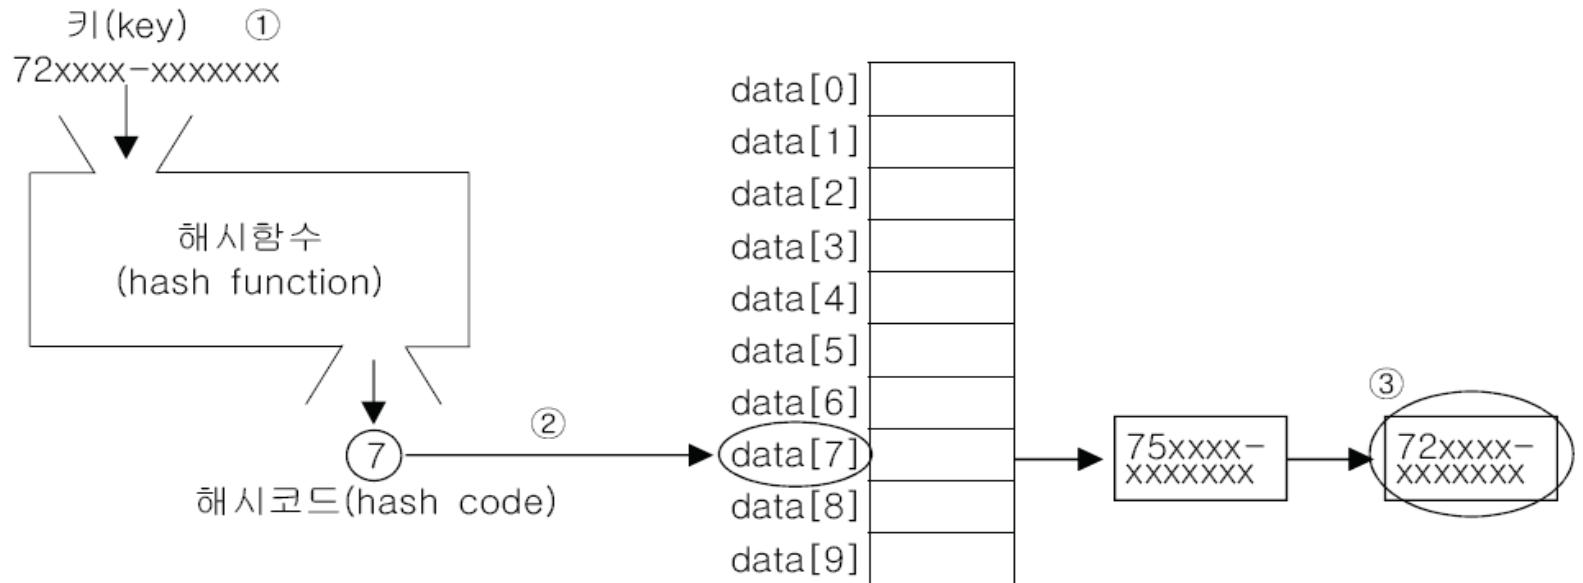 키(key) ①
72xxxx-xxxxxxx
해시함수
(hash function)
②
7
해시코드(hash code)
data[0]
data[1]
data[2]
data[3]
data[4]
data[5]
data[6]
data[7]
data[8]
data[9]
75xxxx-
xxxxxxx
③
72xxxx-
xxxxxxx